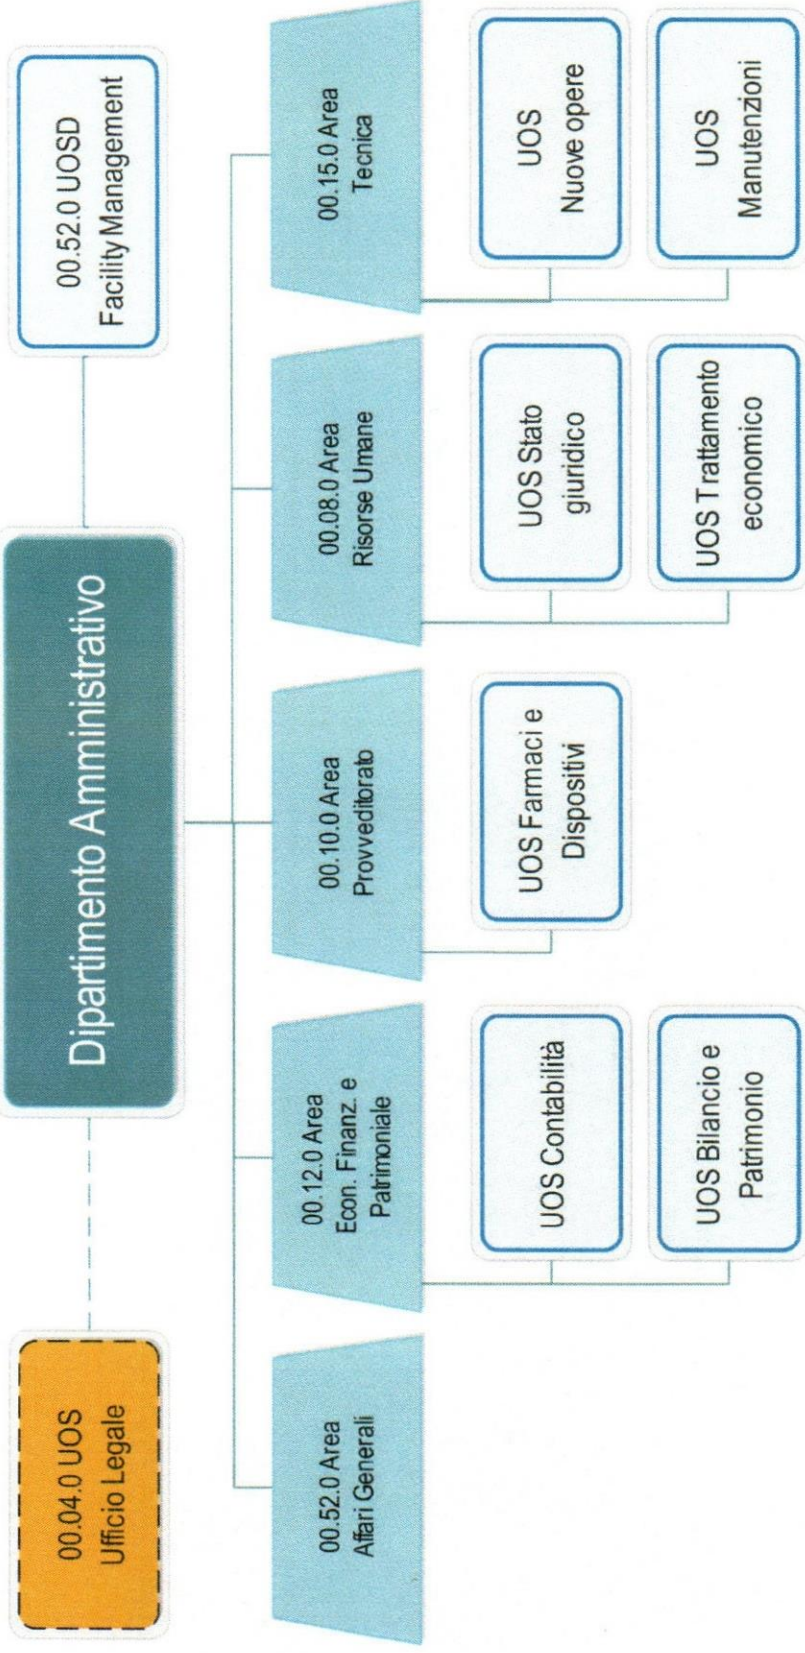 00.04.0 UOS
Ufficio Legale
Dipartimento Amministrativo
00.52.0 UOSD
Facility Management
00.52.0 Area
Affari Generali
00.12.0 Area
Econ. Finanz. e
Patrimoniale
00.10.0 Area
Provveditorato
00.08.0 Area
Risorse Umane
00.15.0 Area
Tecnica
UOS Contabilità
UOS Bilancio e
Patrimonio
UOS Farmaci e
Dispositivi
UOS Stato
giuridico
UOS Trattamento
economico
UOS
Nuove opere
UOS
Manutenzioni